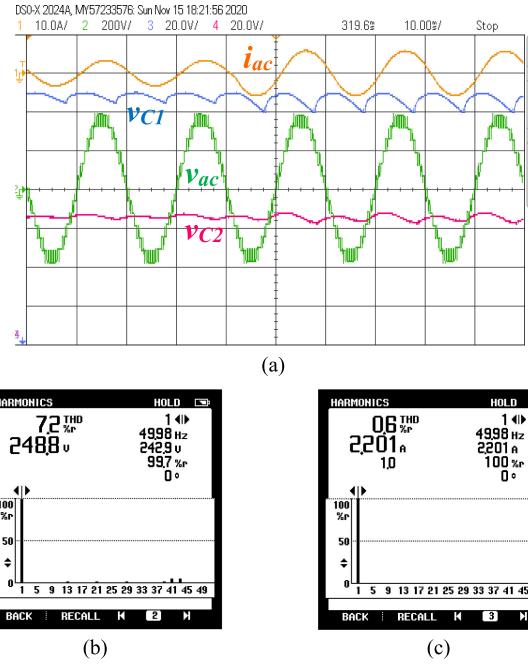 DSO-X 2024A, MY57233576: Sun Nov 15 18:21:56 2020
1 10.0A/ 2 200V/ 3 20.0V/ 4 20.0V/ 319.6s 10.00s/ Stop
iac
vC1
vac
vC2
(a)
HARMONICS HOLD
7.2 THD %r 1
248.8 V 49.98 Hz
242.9 V
99.7 %r
0°
100
%r
50
0
1 5 9 13 17 21 25 29 33 37 41 45 49
BACK RECALL 2
(b)
HARMONICS HOLD
0.6 THD %r 1
2.201 A 49.98 Hz
1.0 2.201 A
100 %r
0°
100
%r
50
0
1 5 9 13 17 21 25 29 33 37 41 45
BACK RECALL 3
(c)